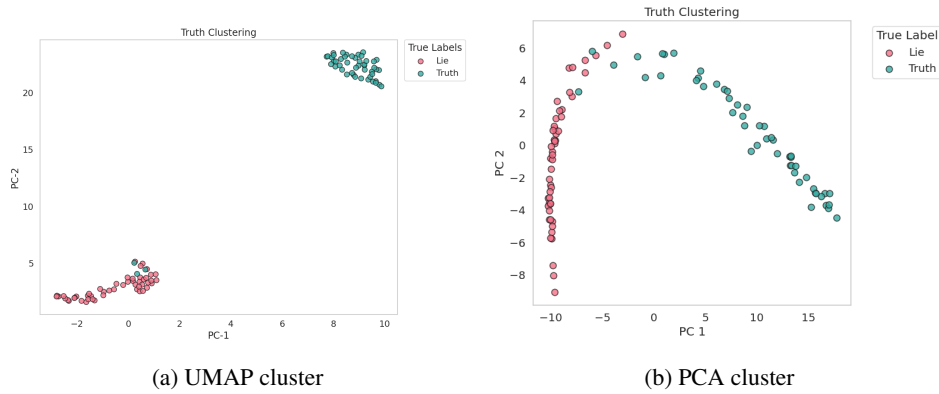 Truth Clustering
True Labels
Lie
Truth
20
15
10
5
PC-2
−2
0
2
4
6
8
10
PC-1
(a) UMAP cluster
Truth Clustering
True Label
Lie
Truth
6
4
2
0
−2
−4
−6
−8
PC 2
−10
−5
0
5
10
15
PC 1
(b) PCA cluster